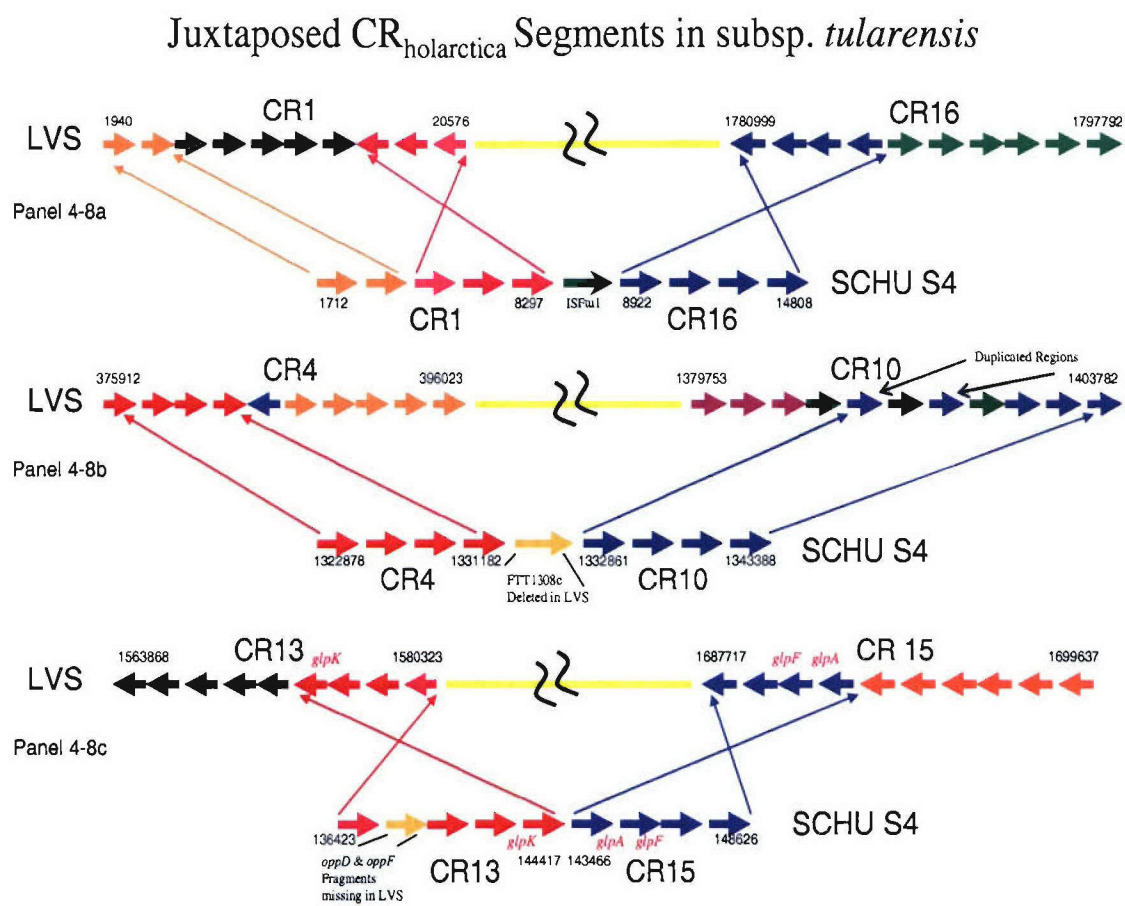 Juxtaposed CRholarctica Segments in subsp. tularensis
1940 CR1 20576 1780999 CR16 1797792
LVS
Panel 4-8a
1712 8297 ISFtu1 8922 14808 SCHU S4
CR1 CR16
375912 CR4 396023 1379753 CR10 Duplicated Regions 1403782
LVS
Panel 4-8b
1322878 1331182 1332861 1343388 SCHU S4
CR4 FTT1308c CR10
Deleted in LVS
1563868 CR13 glpK 1580323 1687717 glpF glpA CR 15 1699637
LVS
Panel 4-8c
136423 glpK 144417 143466 glpA glpF 148626 SCHU S4
oppD & oppF CR13 CR15
Fragments
missing in LVS